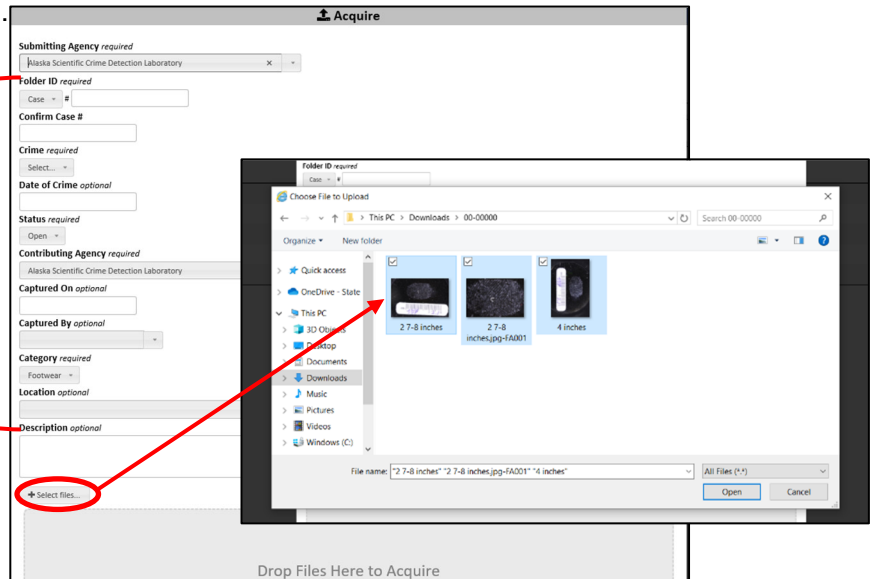 Acquire
Submitting Agency required
Alaska Scientific Crime Detection Laboratory ×
Folder ID required
Case #
Confirm Case #
Crime required
Select...
Date of Crime optional
Status required
Open
Contributing Agency required
Alaska Scientific Crime Detection Laboratory
Captured On optional
Captured By optional
Category required
Footwear
Location optional
Description optional
+ Select files...
Drop Files Here to Acquire
Folder ID required
Case #
Choose File to Upload
This PC > Downloads > 00-00000
Search 00-00000
Organize New folder
Quick access
OneDrive - State
This PC
3D Objects
Desktop
Documents
Downloads
Music
Pictures
Videos
Windows (C:)
2 7-8 inches
2 7-8
inches.jpg-FA001
4 inches
File name: "2 7-8 inches" "2 7-8 inches.jpg-FA001" "4 inches"
All Files (*.*)
Open Cancel